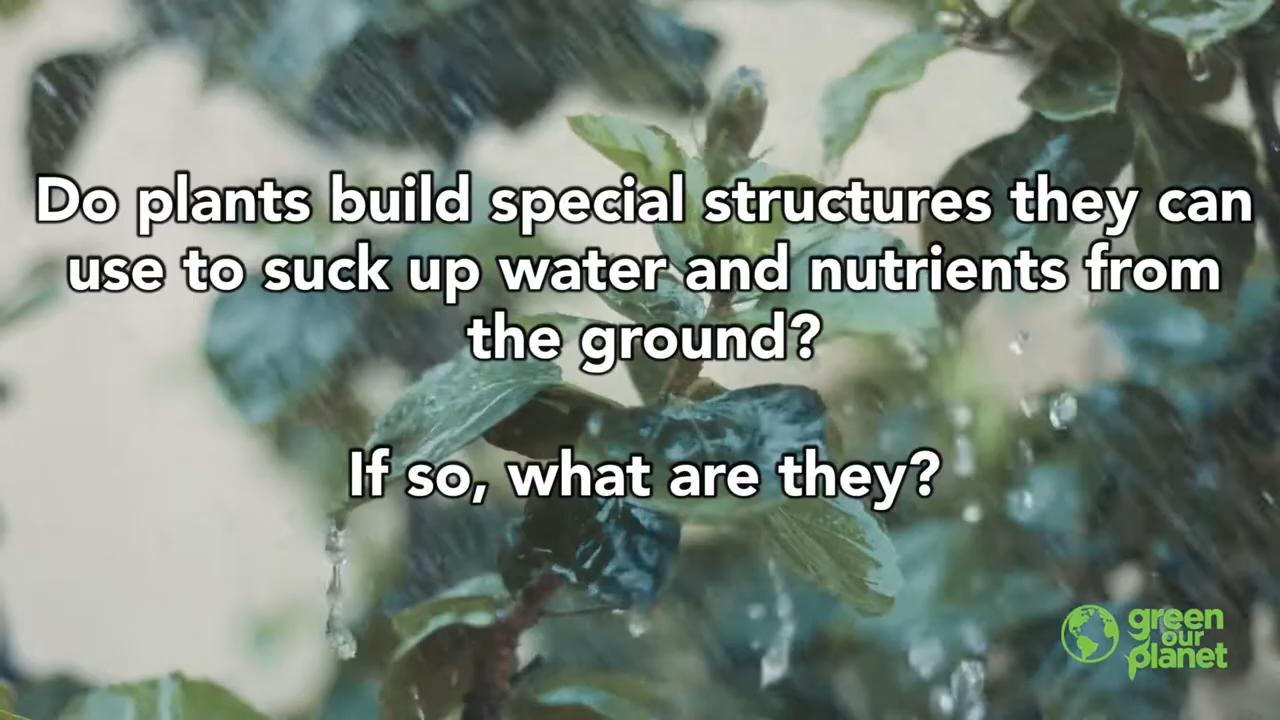 Do plants build special structures they can
use to suck up water and nutrients from
the ground?
If so, what are they?
green
our
planet